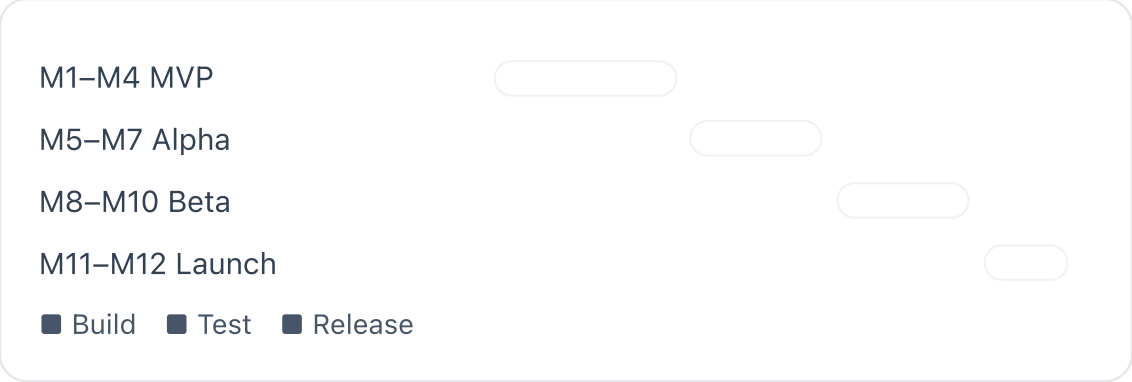 M1–M4 MVP
M5–M7 Alpha
M8–M10 Beta
M11–M12 Launch
Build Test Release